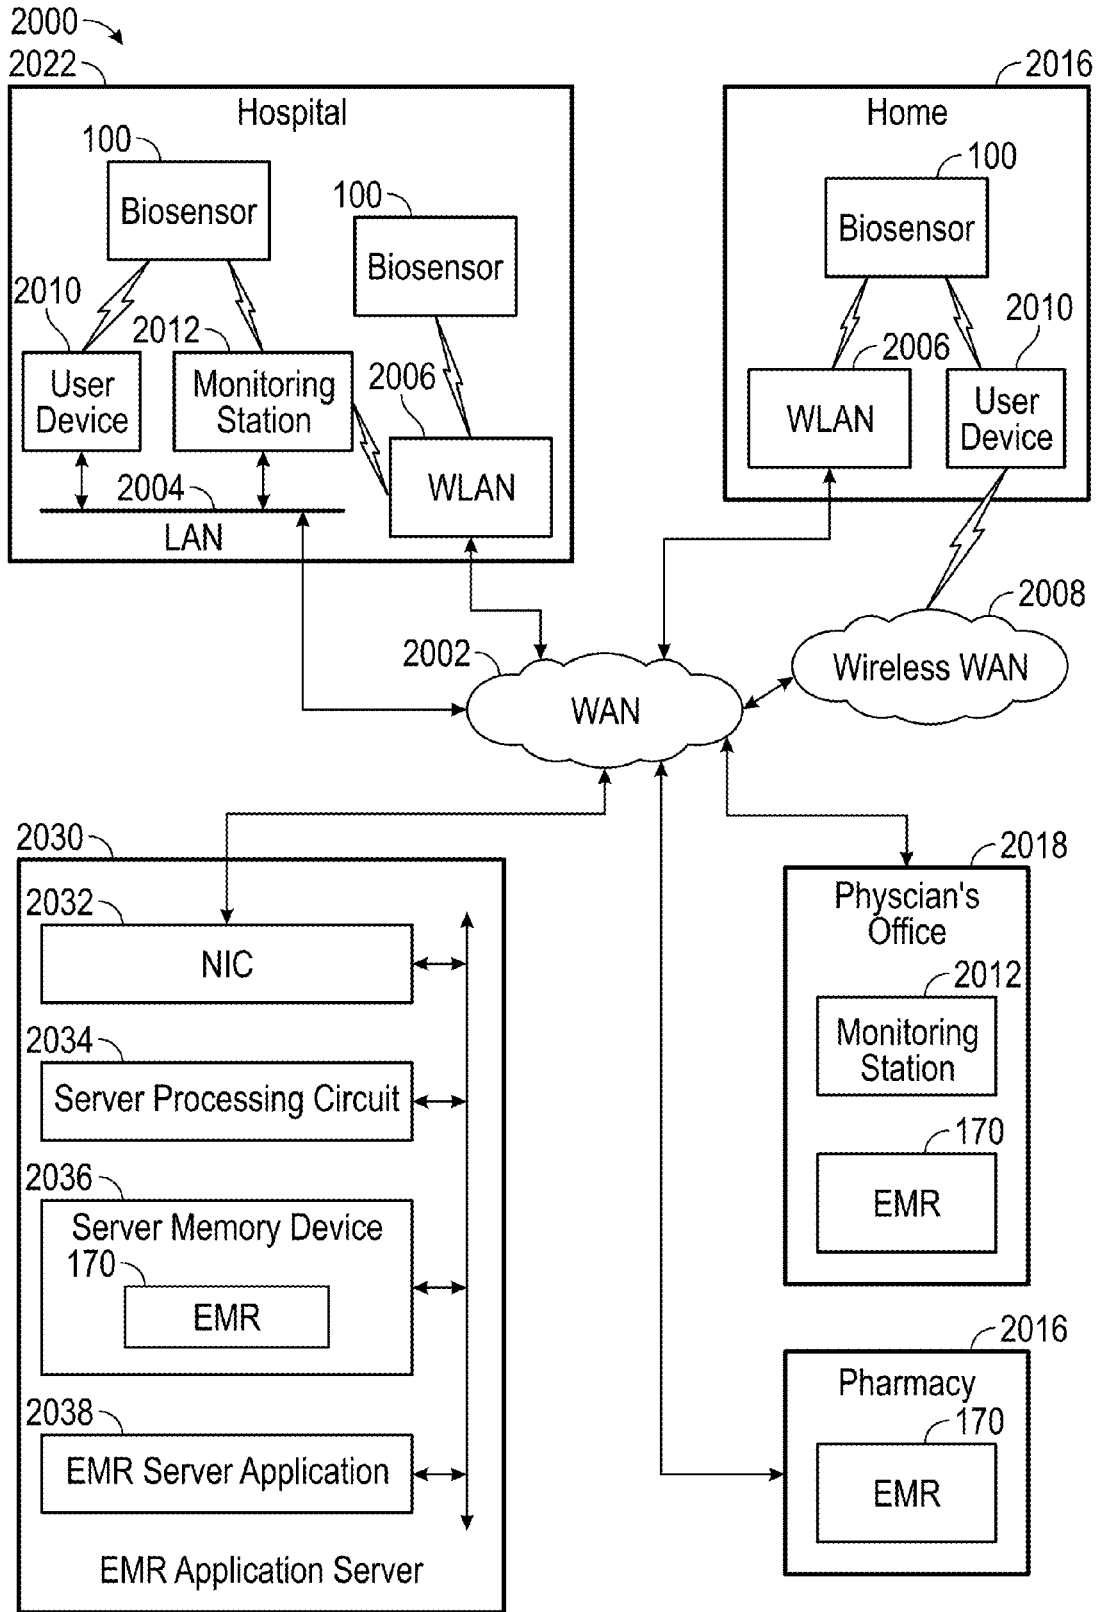 2000
2022
Hospital
100
Biosensor
100
Biosensor
2010
User
Device
2012
Monitoring
Station
2006
WLAN
2004
LAN
2016
Home
100
Biosensor
2006
WLAN
2010
User
Device
2008
Wireless WAN
2002
WAN
2030
2032
NIC
2034
Server Processing Circuit
2036
Server Memory Device
170
EMR
2038
EMR Server Application
EMR Application Server
2018
Physcian's
Office
2012
Monitoring
Station
170
EMR
2016
Pharmacy
170
EMR